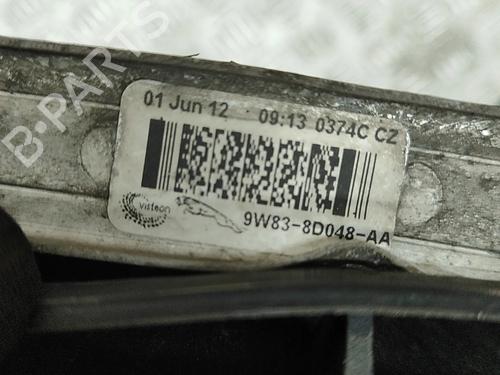 B-PARTS
01 Jun 12 · 09:13 0374C CZ
Visteon
9W83-8D048-AA